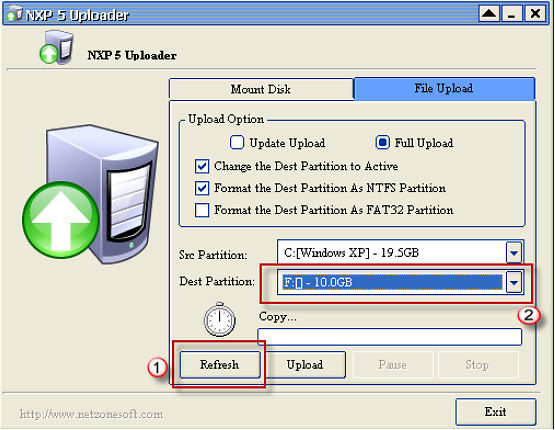 NXP 5 Uploader
NXP 5 Uploader
Mount Disk
File Upload
Upload Option
Update Upload
Full Upload
Change the Dest Partition to Active
Format the Dest Partition As NTFS Partition
Format the Dest Partition As FAT32 Partition
Src Partition:
C:[Windows XP] - 19.5GB
Dest Partition:
F:[] - 10.0GB
2
Copy...
1
Refresh
Upload
Pause
Stop
http://www.netzonesoft.com
Exit